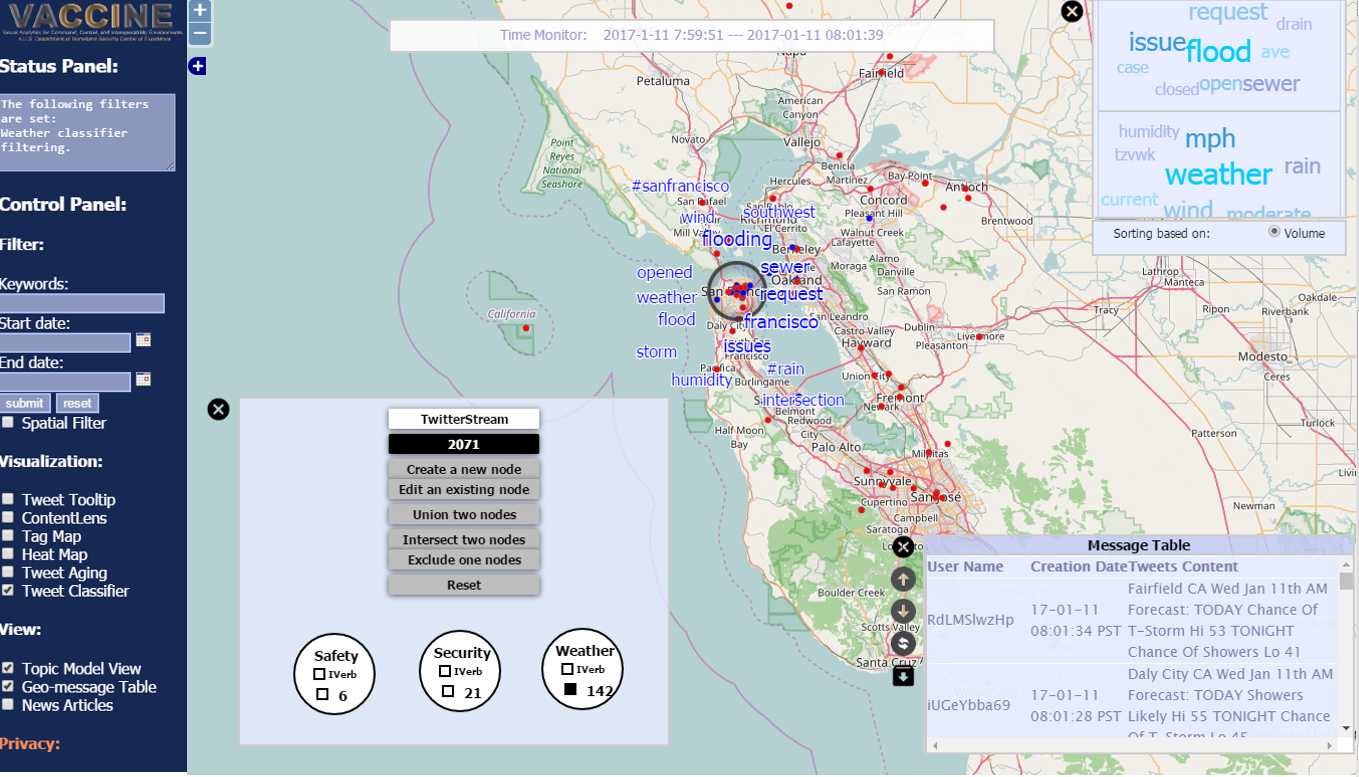 VACCINE
Visual Analytics for Command, Control, and Interoperability Environments
A U.S. Department of Homeland Security Center of Excellence
Status Panel:
The following filters
are set:
Weather classifier
filtering.
Control Panel:
Filter:
Keywords:
Start date:
End date:
submit reset
Spatial Filter
Visualization:
Tweet Tooltip
ContentLens
Tag Map
Heat Map
Tweet Aging
Tweet Classifier
View:
Topic Model View
Geo-message Table
News Articles
Privacy:
+
−
+
Time Monitor: 2017-1-11 7:59:51 --- 2017-01-11 08:01:39
Napa
Petaluma
Fairfield
American
Canyon
Novato
Vallejo
Point
Reyes
National
Seashore
Benicia
Hercules
Martinez
Bay Point
Antioch
#sanfrancisco
San Rafael
Concord
Pleasant Hill
Brentwood
wind
southwest
Richmond
Mill Valley
El Cerrito
Walnut Creek
flooding
Berkeley
Lafayette
Alamo
Moraga
Danville
opened
sewer
Oakland
San Ramon
weather
request
flood
Daly City
francisco
San Leandro
Castro Valley
Dublin
Livermore
Pleasanton
Hayward
California
issues
San Francisco
storm
Pacifica
#rain
humidity
Burlingame
Union City
Fremont
Newark
intersection
Belmont
Redwood
City
Half Moon
Bay
Palo Alto
Milpitas
Sunnyvale
San José
Cupertino
Campbell
Saratoga
Boulder Creek
Scotts Valley
Santa Cruz
Lathrop
Manteca
Tracy
Ripon
Riverbank
Oakdale
Modesto
Ceres
Turlock
Patterson
Newman
Gustine
request
drain
issue
flood
ave
case
closed
open
sewer
humidity
mph
tzvwk
rain
weather
current
wind
moderate
Sorting based on: Volume
TwitterStream
2071
Create a new node
Edit an existing node
Union two nodes
Intersect two nodes
Exclude one nodes
Reset
Safety
IVerb
6
Security
IVerb
21
Weather
IVerb
142
Message Table
User Name Creation Date Tweets Content
RdLMSlwzHp
17-01-11
08:01:34 PST
Fairfield CA Wed Jan 11th AM
Forecast: TODAY Chance Of
T-Storm Hi 53 TONIGHT
Chance Of Showers Lo 41
iUGeYbba69
17-01-11
08:01:28 PST
Daly City CA Wed Jan 11th AM
Forecast: TODAY Showers
Likely Hi 55 TONIGHT Chance
Of T-Storm Lo 45